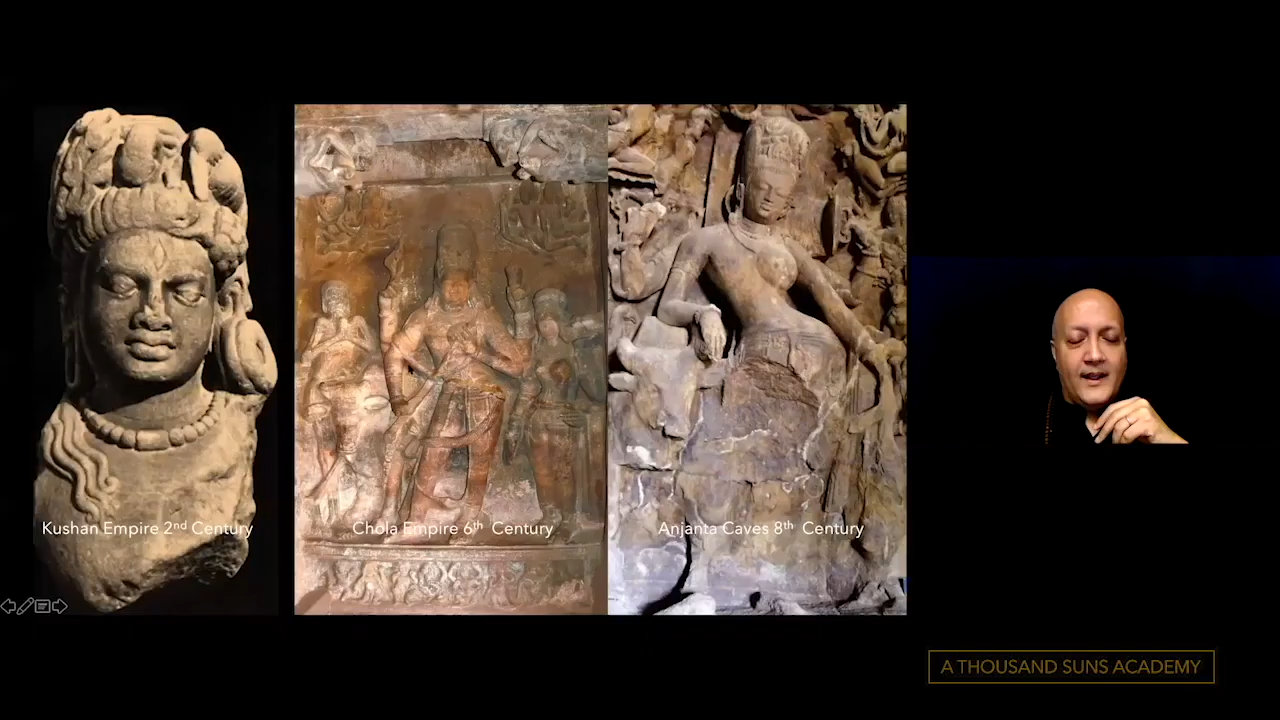 Kushan Empire 2nd Century
Chola Empire 6th Century
Anjanta Caves 8th Century
A THOUSAND SUNS ACADEMY